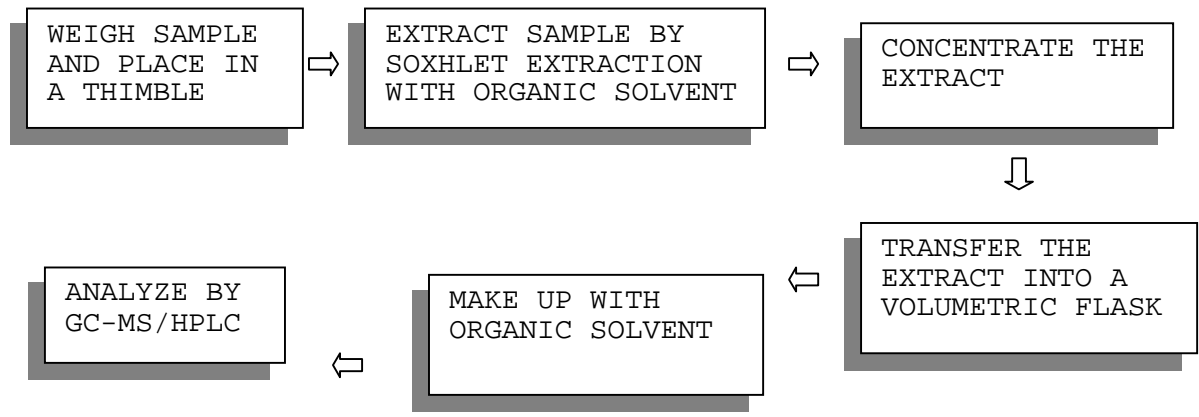 WEIGH SAMPLE
AND PLACE IN
A THIMBLE
EXTRACT SAMPLE BY
SOXHLET EXTRACTION
WITH ORGANIC SOLVENT
CONCENTRATE THE
EXTRACT
TRANSFER THE
EXTRACT INTO A
VOLUMETRIC FLASK
MAKE UP WITH
ORGANIC SOLVENT
ANALYZE BY
GC-MS/HPLC